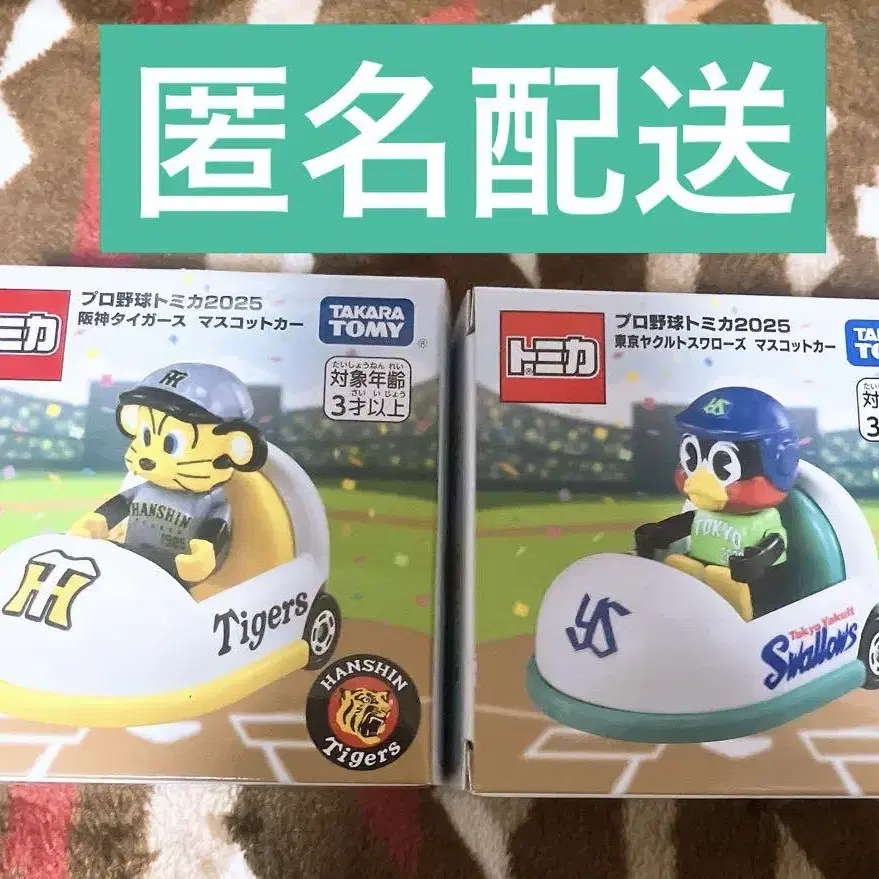 匿名配送
トミカ
プロ野球トミカ2025
阪神タイガース マスコットカー
TAKARA
TOMY
®
たいしょうねんれい
対象年齢
さいいじょう
3才以上
HANSHIN
1985
Tigers
HANSHIN
Tigers
トミカ
プロ野球トミカ2025
東京ヤクルトスワローズ マスコットカー
TA
TO
対
3
TOKYO
Tokyo Yakult
Swallows